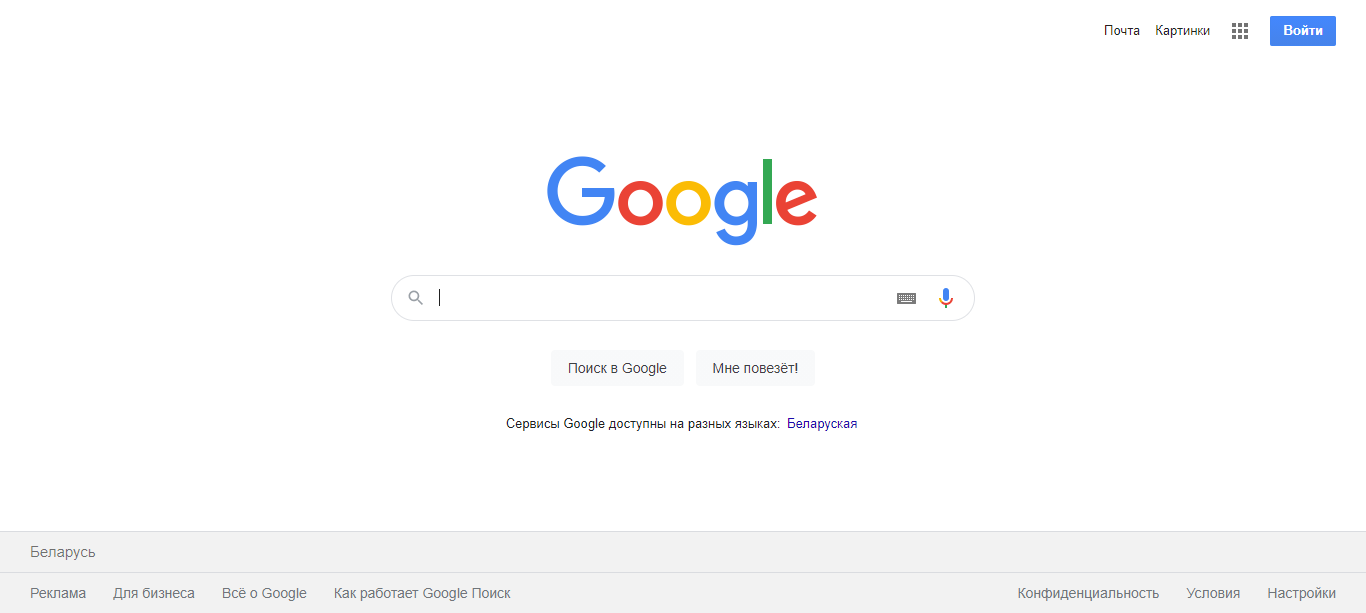 Почта Картинки Войти
Google
Поиск в Google Мне повезёт!
Сервисы Google доступны на разных языках: Беларуская
Беларусь
Реклама Для бизнеса Всё о Google Как работает Google Поиск Конфиденциальность Условия Настройки